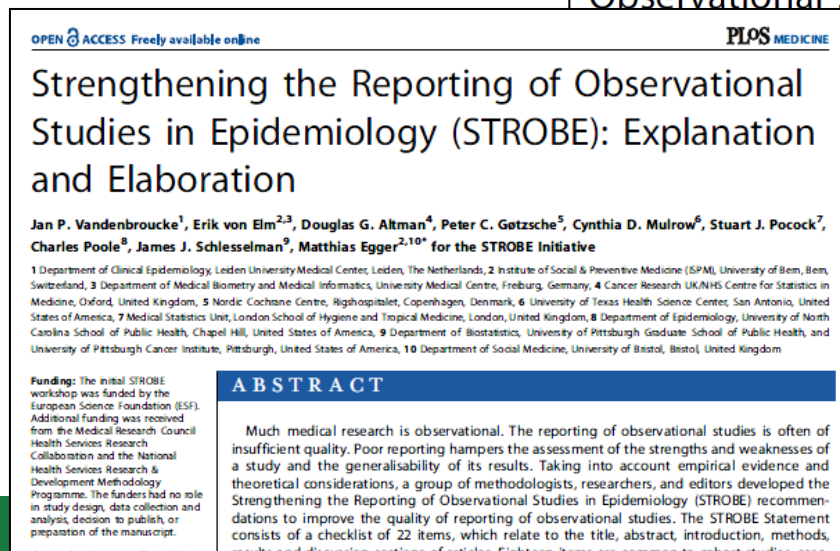 Observational
OPEN ACCESS Freely available online
PLOS MEDICINE
Strengthening the Reporting of Observational
Studies in Epidemiology (STROBE): Explanation
and Elaboration
Jan P. Vandenbroucke1, Erik von Elm2,3, Douglas G. Altman4, Peter C. Gøtzsche5, Cynthia D. Mulrow6, Stuart J. Pocock7,
Charles Poole8, James J. Schlesselman9, Matthias Egger2,10* for the STROBE Initiative
1 Department of Clinical Epidemiology, Leiden University Medical Center, Leiden, The Netherlands, 2 Institute of Social & Preventive Medicine (ISPM), University of Bern, Bern,
Switzerland, 3 Department of Medical Biometry and Medical Informatics, University Medical Centre, Freiburg, Germany, 4 Cancer Research UK/NHS Centre for Statistics in
Medicine, Oxford, United Kingdom, 5 Nordic Cochrane Centre, Rigshospitalet, Copenhagen, Denmark, 6 University of Texas Health Science Center, San Antonio, United
States of America, 7 Medical Statistics Unit, London School of Hygiene and Tropical Medicine, London, United Kingdom, 8 Department of Epidemiology, University of North
Carolina School of Public Health, Chapel Hill, United States of America, 9 Department of Biostatistics, University of Pittsburgh Graduate School of Public Health, and
University of Pittsburgh Cancer Institute, Pittsburgh, United States of America, 10 Department of Social Medicine, University of Bristol, Bristol, United Kingdom
Funding: The initial STROBE
workshop was funded by the
European Science Foundation (ESF).
Additional funding was received
from the Medical Research Council
Health Services Research
Collaboration and the National
Health Services Research &
Development Methodology
Programme. The funders had no role
in study design, data collection and
analysis, decision to publish, or
preparation of the manuscript.
ABSTRACT
Much medical research is observational. The reporting of observational studies is often of
insufficient quality. Poor reporting hampers the assessment of the strengths and weaknesses of
a study and the generalisability of its results. Taking into account empirical evidence and
theoretical considerations, a group of methodologists, researchers, and editors developed the
Strengthening the Reporting of Observational Studies in Epidemiology (STROBE) recommen-
dations to improve the quality of reporting of observational studies. The STROBE Statement
consists of a checklist of 22 items, which relate to the title, abstract, introduction, methods,
results and discussion sections of articles. Eighteen items are common to cohort studies, case-